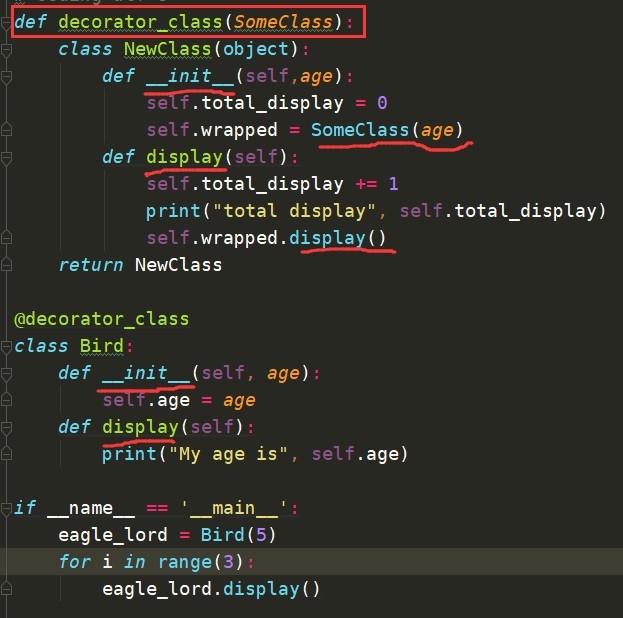 def decorator_class(SomeClass):
    class NewClass(object):
        def __init__(self,age):
            self.total_display = 0
            self.wrapped = SomeClass(age)
        def display(self):
            self.total_display += 1
            print("total display", self.total_display)
            self.wrapped.display()
    return NewClass

@decorator_class
class Bird:
    def __init__(self, age):
        self.age = age
    def display(self):
        print("My age is", self.age)

if __name__ == '__main__':
    eagle_lord = Bird(5)
    for i in range(3):
        eagle_lord.display()